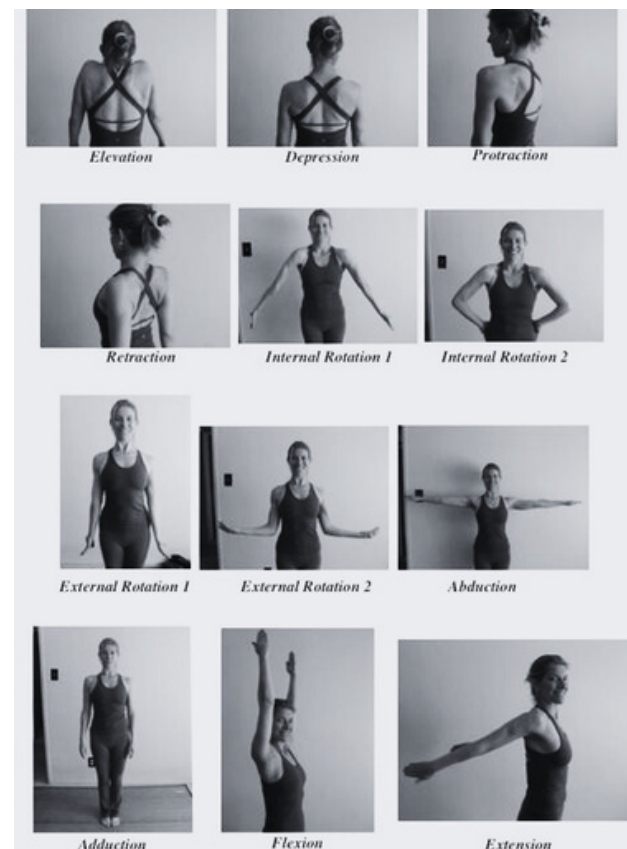 Elevation
Depression
Protraction
Retraction
Internal Rotation 1
Internal Rotation 2
External Rotation 1
External Rotation 2
Abduction
Adduction
Flexion
Extension